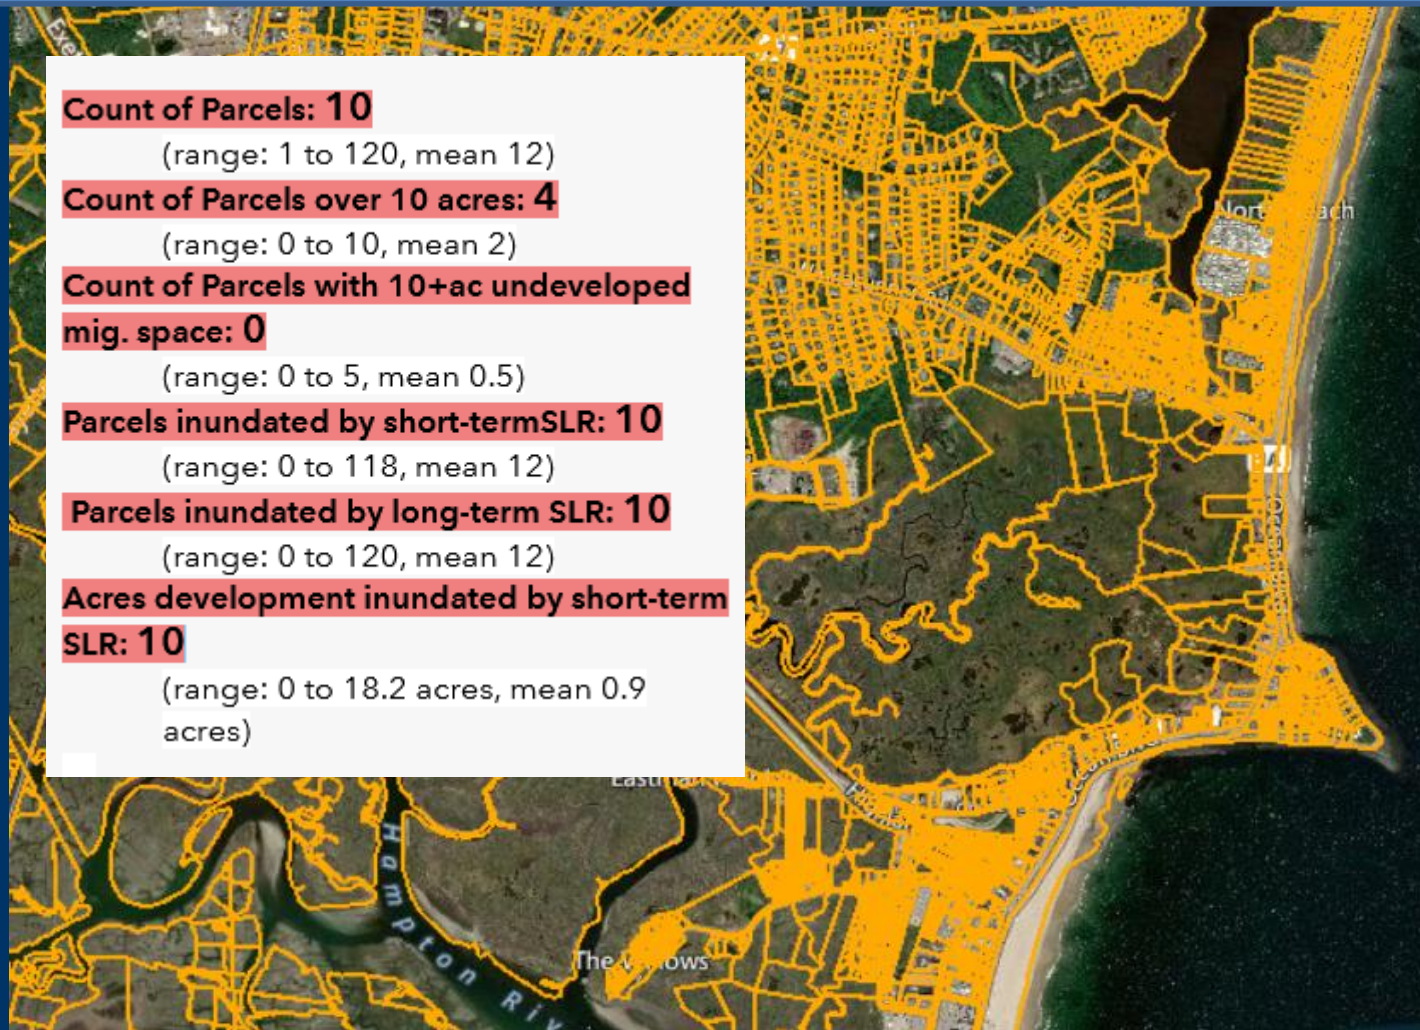 Count of Parcels: 10
(range: 1 to 120, mean 12)
Count of Parcels over 10 acres: 4
(range: 0 to 10, mean 2)
Count of Parcels with 10+ac undeveloped
mig. space: 0
(range: 0 to 5, mean 0.5)
Parcels inundated by short-termSLR: 10
(range: 0 to 118, mean 12)
Parcels inundated by long-term SLR: 10
(range: 0 to 120, mean 12)
Acres development inundated by short-term
SLR: 10
(range: 0 to 18.2 acres, mean 0.9
acres)
Hampton Riv